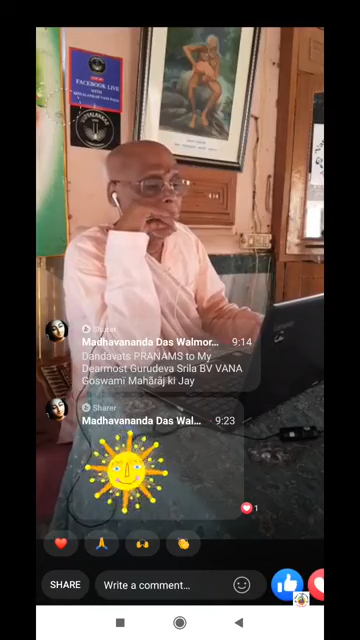 FACEBOOK LIVE
WITH
Sharer
Madhavananda Das Walmor... 9:14
Dandavats PRANAMS to My
Dearmost Gurudeva Srila BV VANA
Goswami Mahārāj ki Jay
Sharer
Madhavananda Das Wal... · 9:23
1
SHARE
Write a comment...